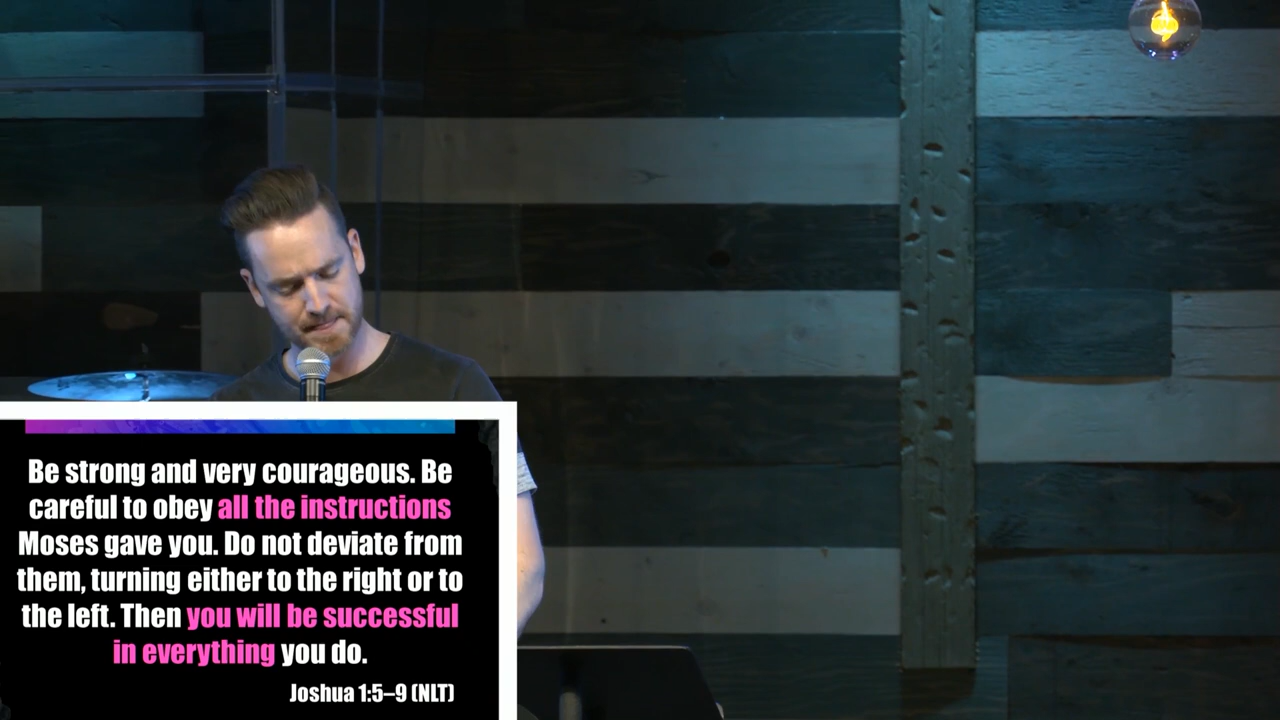 Be strong and very courageous. Be
careful to obey all the instructions
Moses gave you. Do not deviate from
them, turning either to the right or to
the left. Then you will be successful
in everything you do.
Joshua 1:5–9 (NLT)